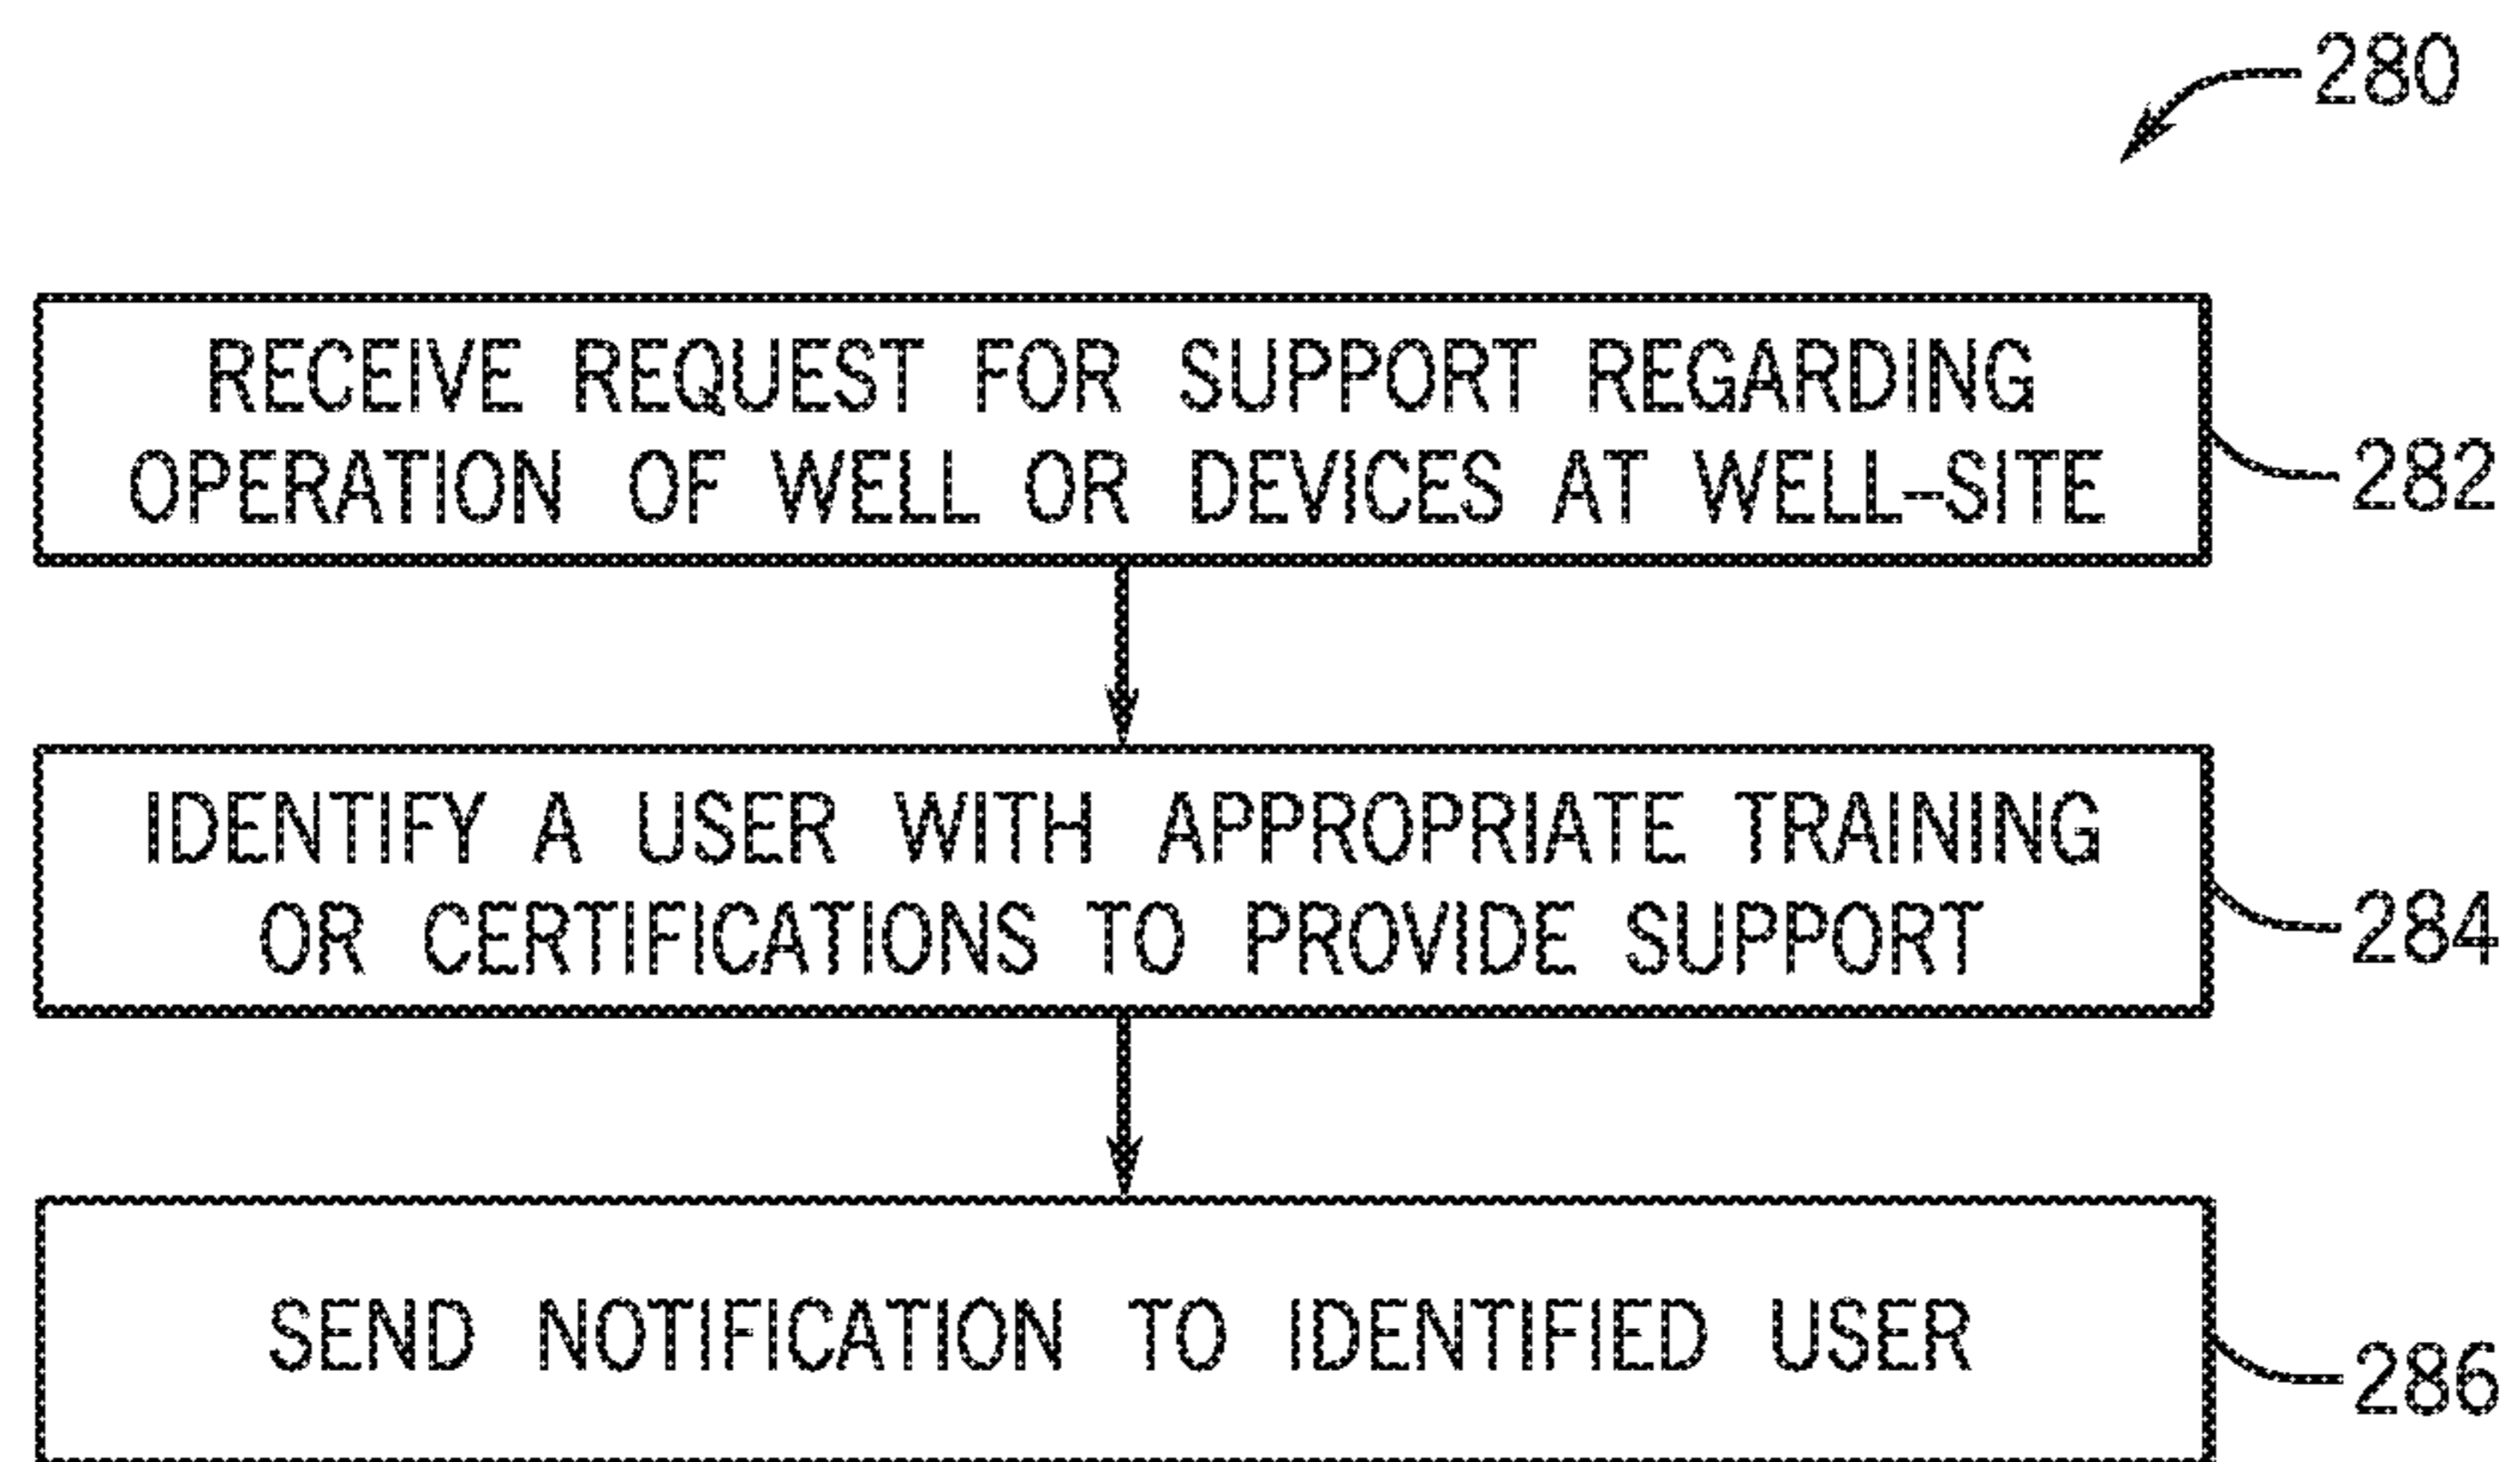 280
RECEIVE REQUEST FOR SUPPORT REGARDING
OPERATION OF WELL OR DEVICES AT WELL-SITE
282
IDENTIFY A USER WITH APPROPRIATE TRAINING
OR CERTIFICATIONS TO PROVIDE SUPPORT
284
SEND NOTIFICATION TO IDENTIFIED USER
286